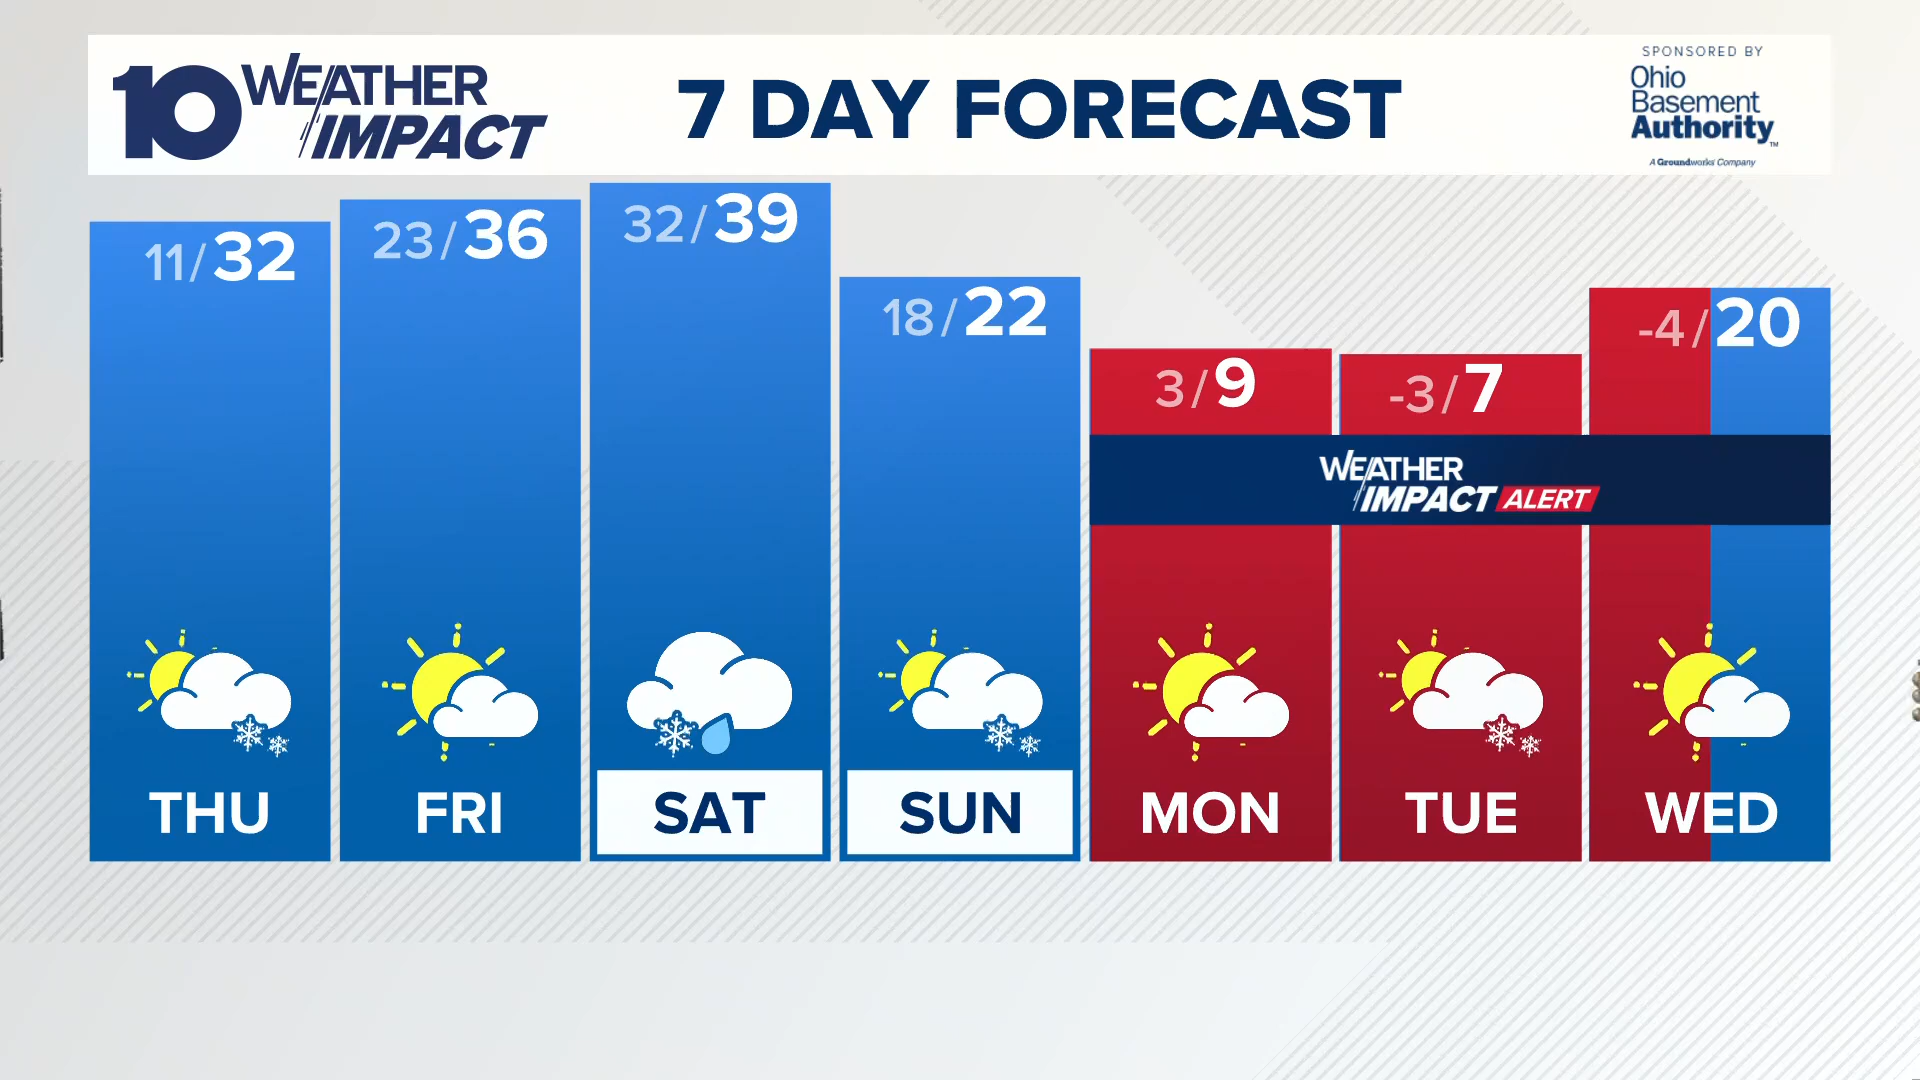 10 WEATHER IMPACT
7 DAY FORECAST
SPONSORED BY
Ohio
Basement
Authority™
A Groundworks Company
11/32
23/36
32/39
18/22
3/9
-3/7
-4/20
WEATHER
IMPACT ALERT
THU
FRI
SAT
SUN
MON
TUE
WED